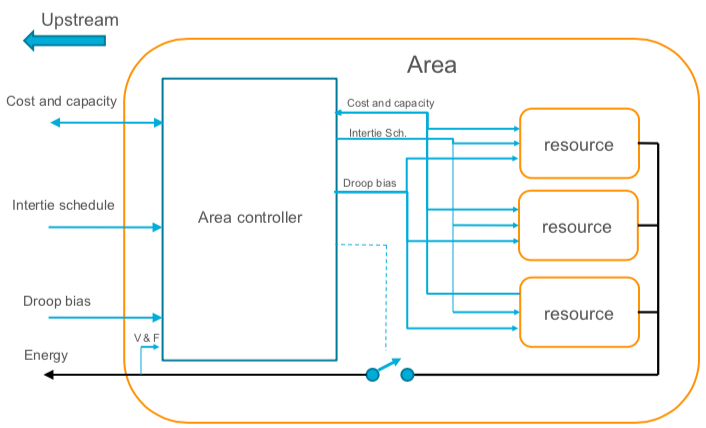 Upstream
Area
Cost and capacity
Cost and capacity
Intertie Sch.
resource
Droop bias
Intertie schedule
Area controller
resource
Droop bias
resource
V & F
Energy